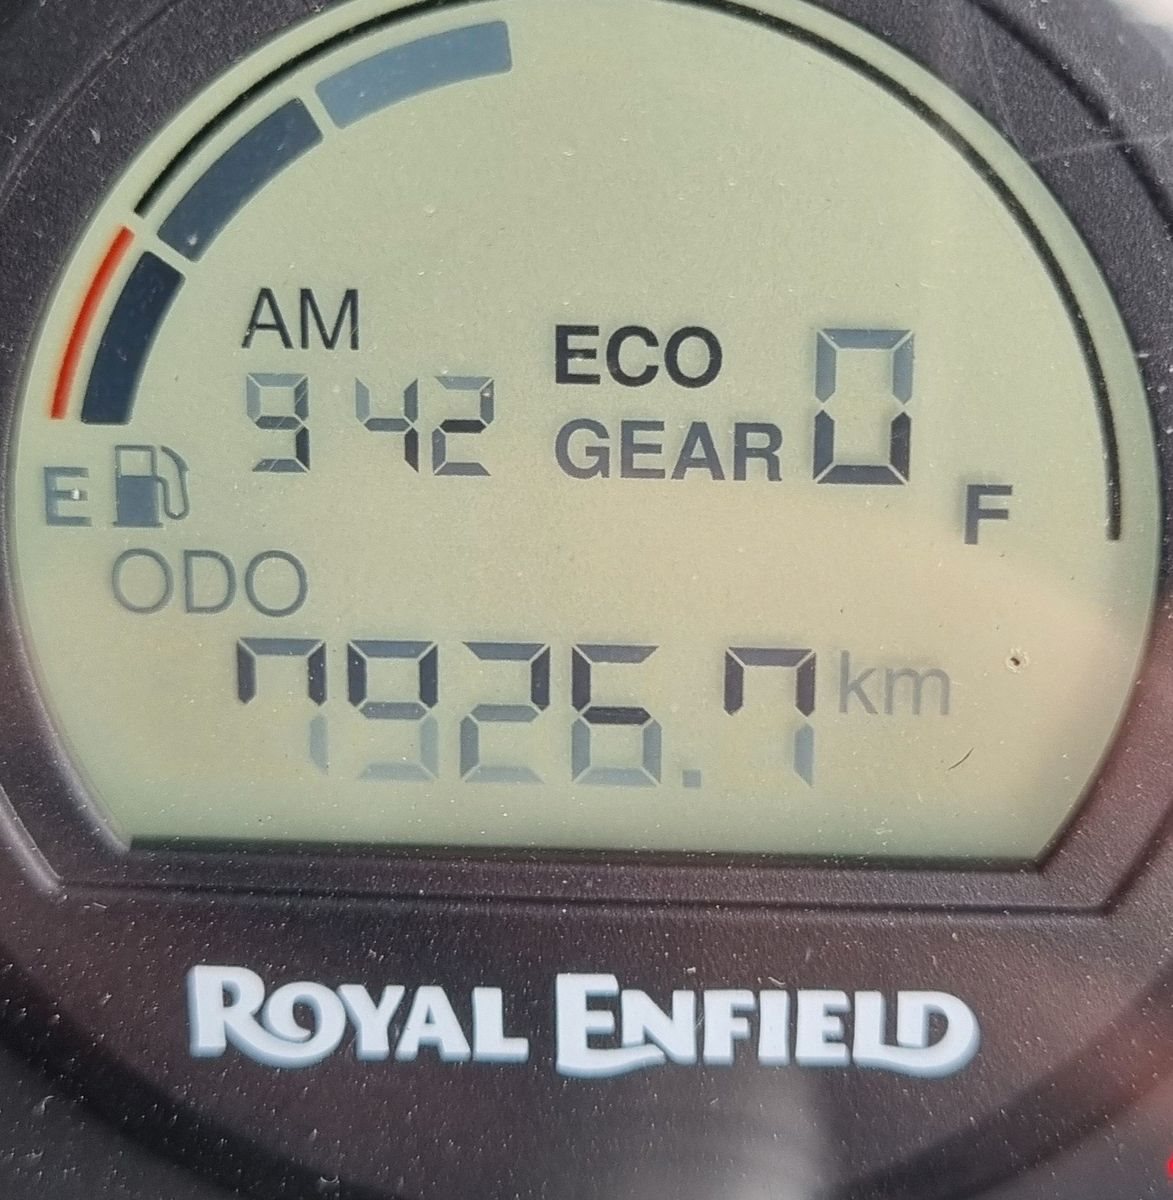 AM
9 42
ECO
GEAR 0
E
F
ODO
7926.7 km
ROYAL ENFIELD